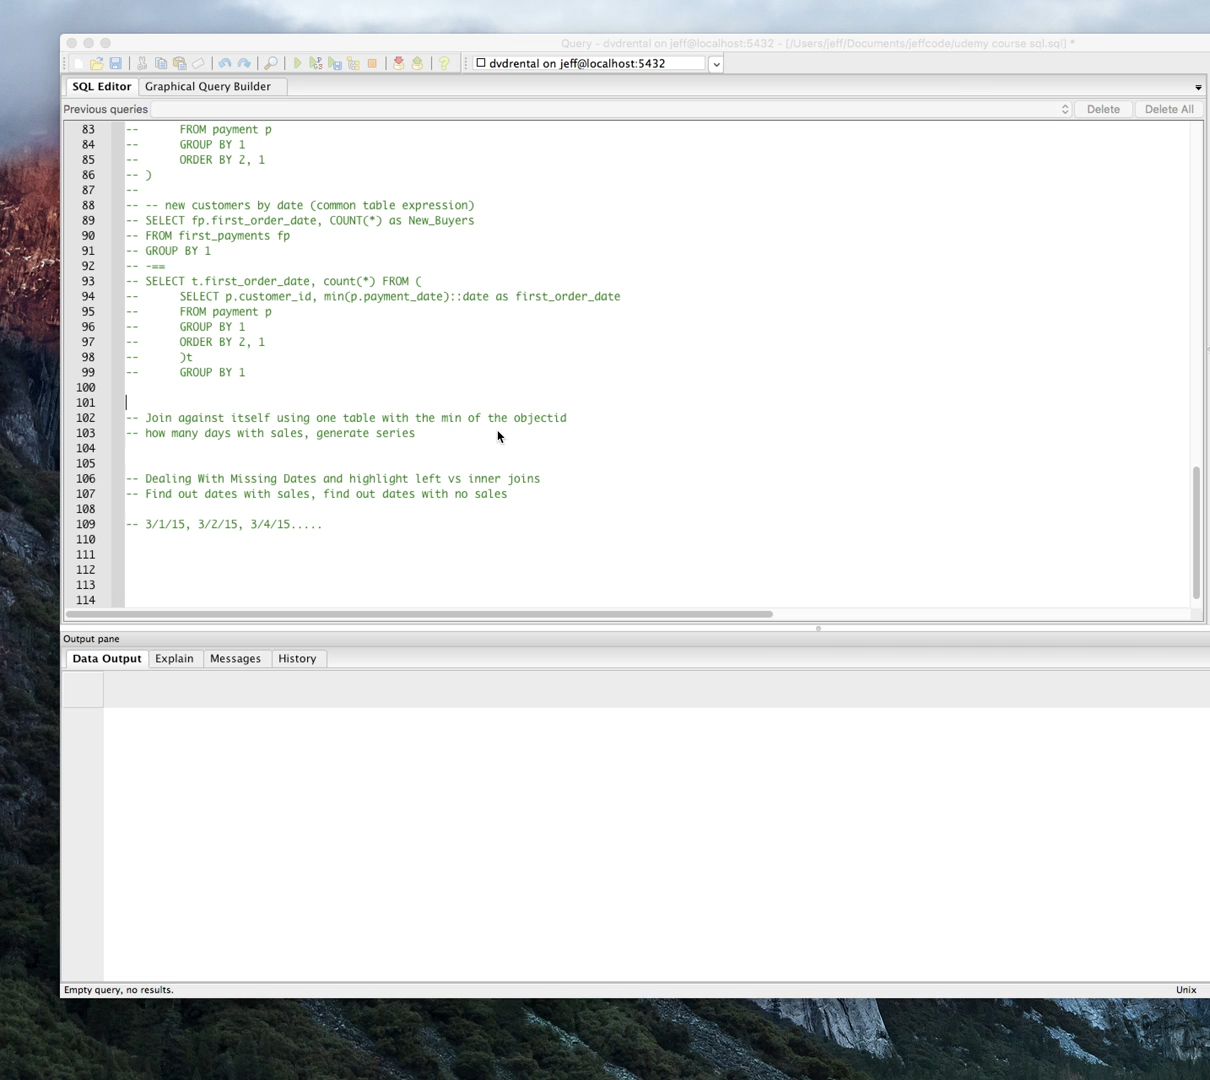 Query - dvdrental on jeff@localhost:5432 - [/Users/jeff/Documents/jeffcode/udemy course sql.sql] *
dvdrental on jeff@localhost:5432
SQL Editor Graphical Query Builder
Previous queries Delete Delete All
83 -- FROM payment p
84 -- GROUP BY 1
85 -- ORDER BY 2, 1
86 -- )
87 --
88 -- -- new customers by date (common table expression)
89 -- SELECT fp.first_order_date, COUNT(*) as New_Buyers
90 -- FROM first_payments fp
91 -- GROUP BY 1
92 -- -==
93 -- SELECT t.first_order_date, count(*) FROM (
94 -- SELECT p.customer_id, min(p.payment_date)::date as first_order_date
95 -- FROM payment p
96 -- GROUP BY 1
97 -- ORDER BY 2, 1
98 -- )t
99 -- GROUP BY 1
100
101
102 -- Join against itself using one table with the min of the objectid
103 -- how many days with sales, generate series
104
105
106 -- Dealing With Missing Dates and highlight left vs inner joins
107 -- Find out dates with sales, find out dates with no sales
108
109 -- 3/1/15, 3/2/15, 3/4/15.....
110
111
112
113
114
Output pane
Data Output Explain Messages History
Empty query, no results. Unix